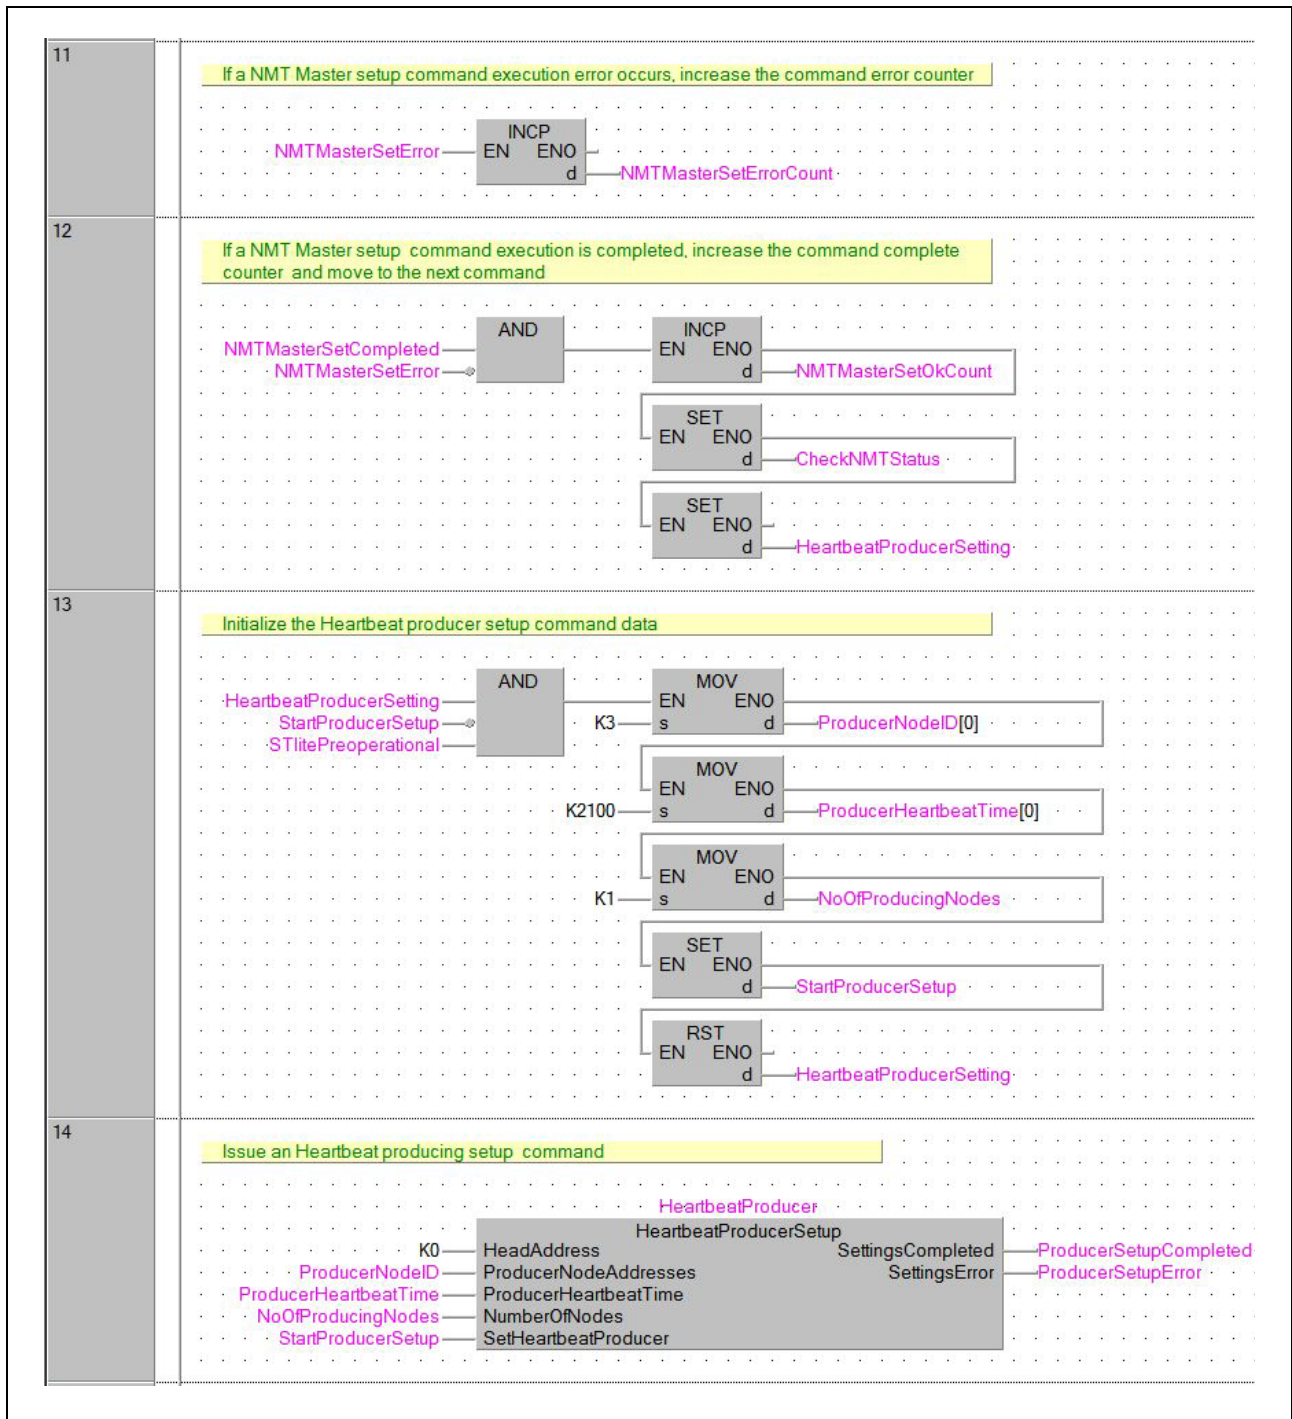 11
If a NMT Master setup command execution error occurs, increase the command error counter
INCP
NMTMasterSetError EN ENO
d NMTMasterSetErrorCount
12
If a NMT Master setup command execution is completed, increase the command complete
counter and move to the next command
AND INCP
NMTMasterSetCompleted EN ENO
NMTMasterSetError d NMTMasterSetOkCount
SET
EN ENO
d CheckNMTStatus
SET
EN ENO
d HeartbeatProducerSetting
13
Initialize the Heartbeat producer setup command data
AND MOV
HeartbeatProducerSetting EN ENO
StartProducerSetup K3 s d ProducerNodeID[0]
STlitePreoperational
MOV
EN ENO
K2100 s d ProducerHeartbeatTime[0]
MOV
EN ENO
K1 s d NoOfProducingNodes
SET
EN ENO
d StartProducerSetup
RST
EN ENO
d HeartbeatProducerSetting
14
Issue an Heartbeat producing setup command
HeartbeatProducer
HeartbeatProducerSetup
K0 HeadAddress SettingsCompleted ProducerSetupCompleted
ProducerNodeID ProducerNodeAddresses SettingsError ProducerSetupError
ProducerHeartbeatTime ProducerHeartbeatTime
NoOfProducingNodes NumberOfNodes
StartProducerSetup SetHeartbeatProducer